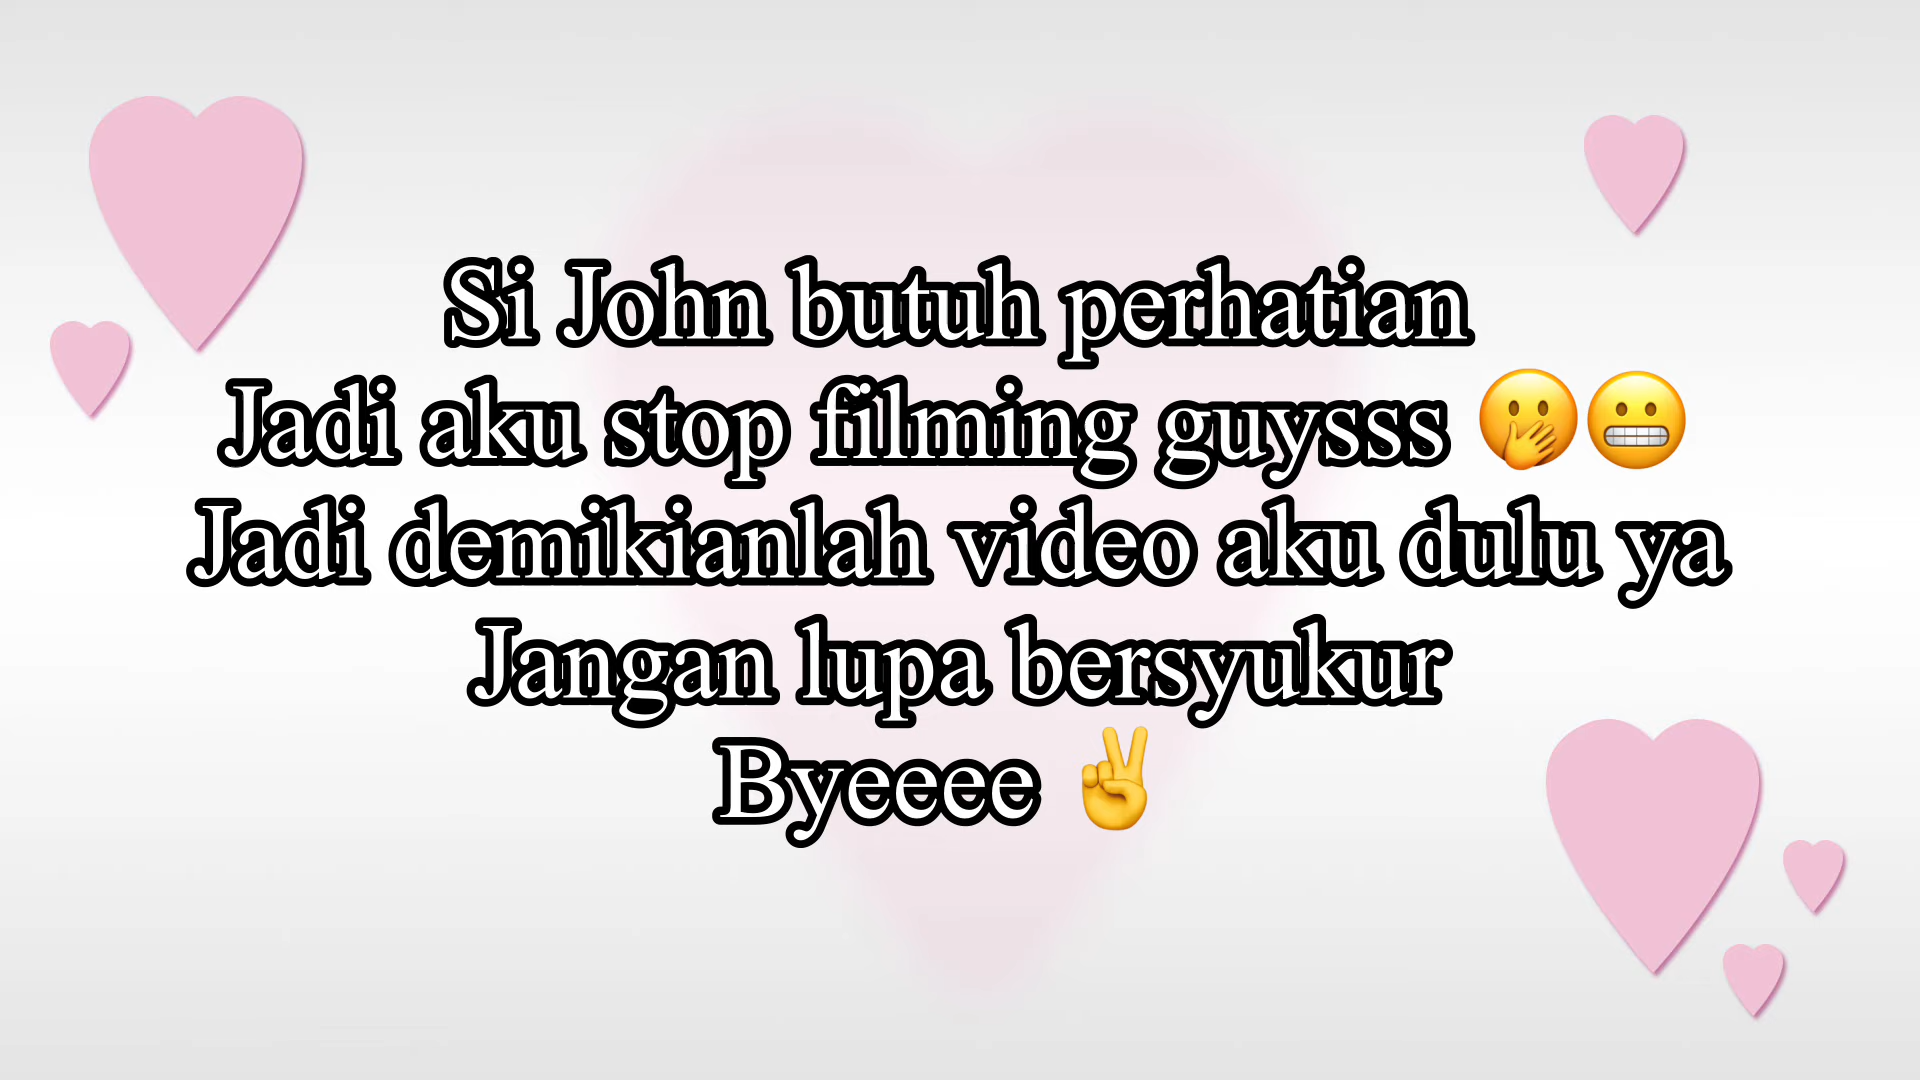 Si John butuh perhatian
Jadi aku stop filming guysss 🫢😬
Jadi demikianlah video aku dulu ya
Jangan lupa bersyukur
Byeeee ✌️